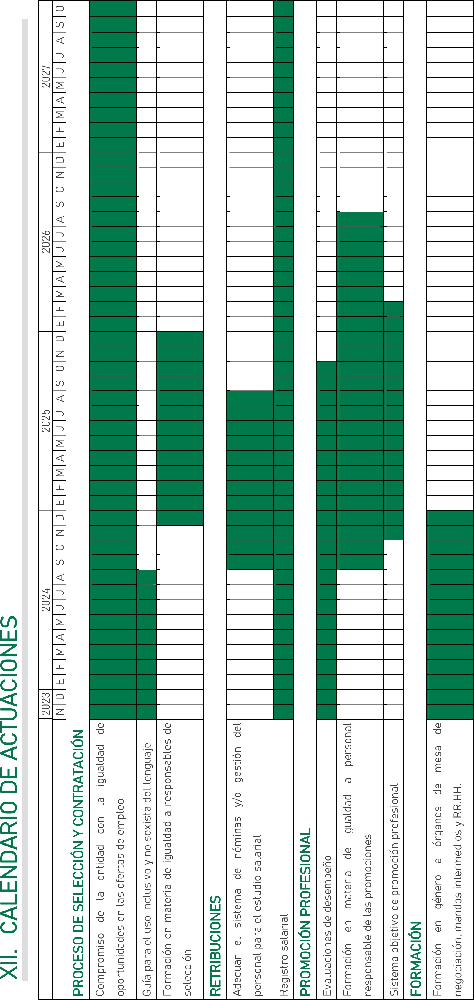 XII. CALENDARIO DE ACTUACIONES
2023 2024 2025 2026 2027
N D E F M A M J J A S O N D E F M A M J J A S O N D E F M A M J J A S O N D E F M A M J J A S O
PROCESO DE SELECCIÓN Y CONTRATACIÓN
Compromiso de la entidad con la igualdad de
oportunidades en las ofertas de empleo
Guía para el uso inclusivo y no sexista del lenguaje
Formación en materia de igualdad a responsables de
selección
RETRIBUCIONES
Adecuar el sistema de nóminas y/o gestión del
personal para el estudio salarial
Registro salarial
PROMOCIÓN PROFESIONAL
Evaluaciones de desempeño
Formación en materia de igualdad a personal
responsable de las promociones
Sistema objetivo de promoción profesional
FORMACIÓN
Formación en género a órganos de mesa de
negociación, mandos intermedios y RR.HH.